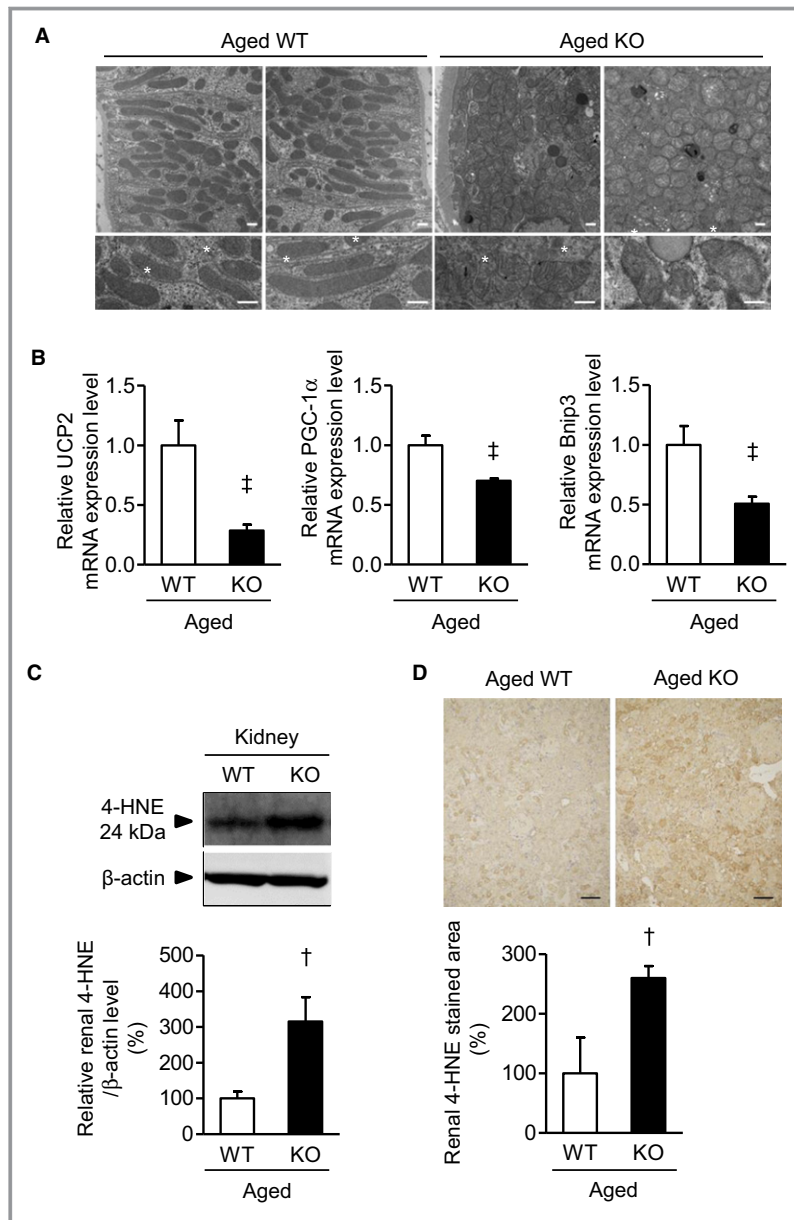 A
Aged WT
Aged KO
*
*
*
*
*
*
*
*
B
Relative UCP2
mRNA expression level
1.5
1.0
0.5
0.0
‡
WT
KO
Aged
Relative PGC-1α
mRNA expression level
1.5
1.0
0.5
0.0
‡
WT
KO
Aged
Relative Bnip3
mRNA expression level
1.5
1.0
0.5
0.0
‡
WT
KO
Aged
C
Kidney
WT
KO
4-HNE
24 kDa
β-actin
Relative renal 4-HNE
/β-actin level
(%)
500
400
300
200
100
0
†
WT
KO
Aged
D
Aged WT
Aged KO
Renal 4-HNE stained area
(%)
300
200
100
0
†
WT
KO
Aged